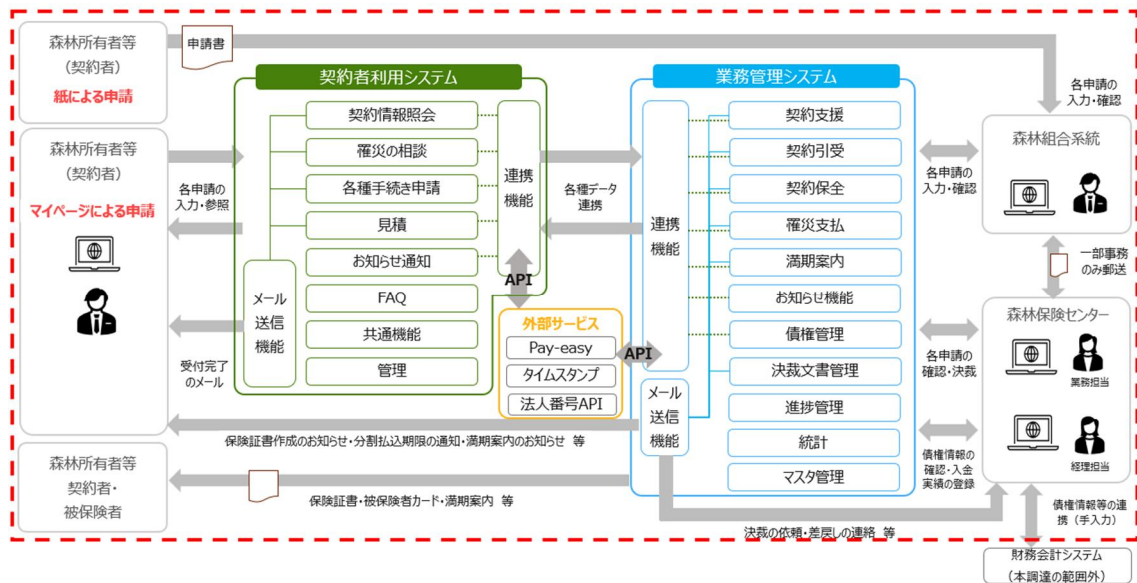 森林所有者等
(契約者)
紙による申請
申請書
各申請の
入力・確認
森林所有者等
(契約者)
マイページによる申請
各申請の
入力・参照
受付完了
のメール
契約者利用システム
契約情報照会
罹災の相談
各種手続き申請
見積
お知らせ通知
FAQ
共通機能
管理
メール
送信
機能
連携
機能
API
各種データ
連携
外部サービス
Pay-easy
タイムスタンプ
法人番号API
API
業務管理システム
連携
機能
メール
送信
機能
契約支援
契約引受
契約保全
罹災支払
満期案内
お知らせ機能
債権管理
決裁文書管理
進捗管理
統計
マスタ管理
各申請の
入力・確認
森林組合系統
一部事務
のみ郵送
森林保険センター
業務担当
経理担当
各申請の
確認・決裁
債権情報の
確認・入金
実績の登録
保険証書作成のお知らせ・分割払込期限の通知・満期案内のお知らせ 等
森林所有者等
契約者・
被保険者
保険証書・被保険者カード・満期案内 等
決裁の依頼・差戻しの連絡 等
債権情報等の連
携(手入力)
財務会計システム
(本調達の範囲外)